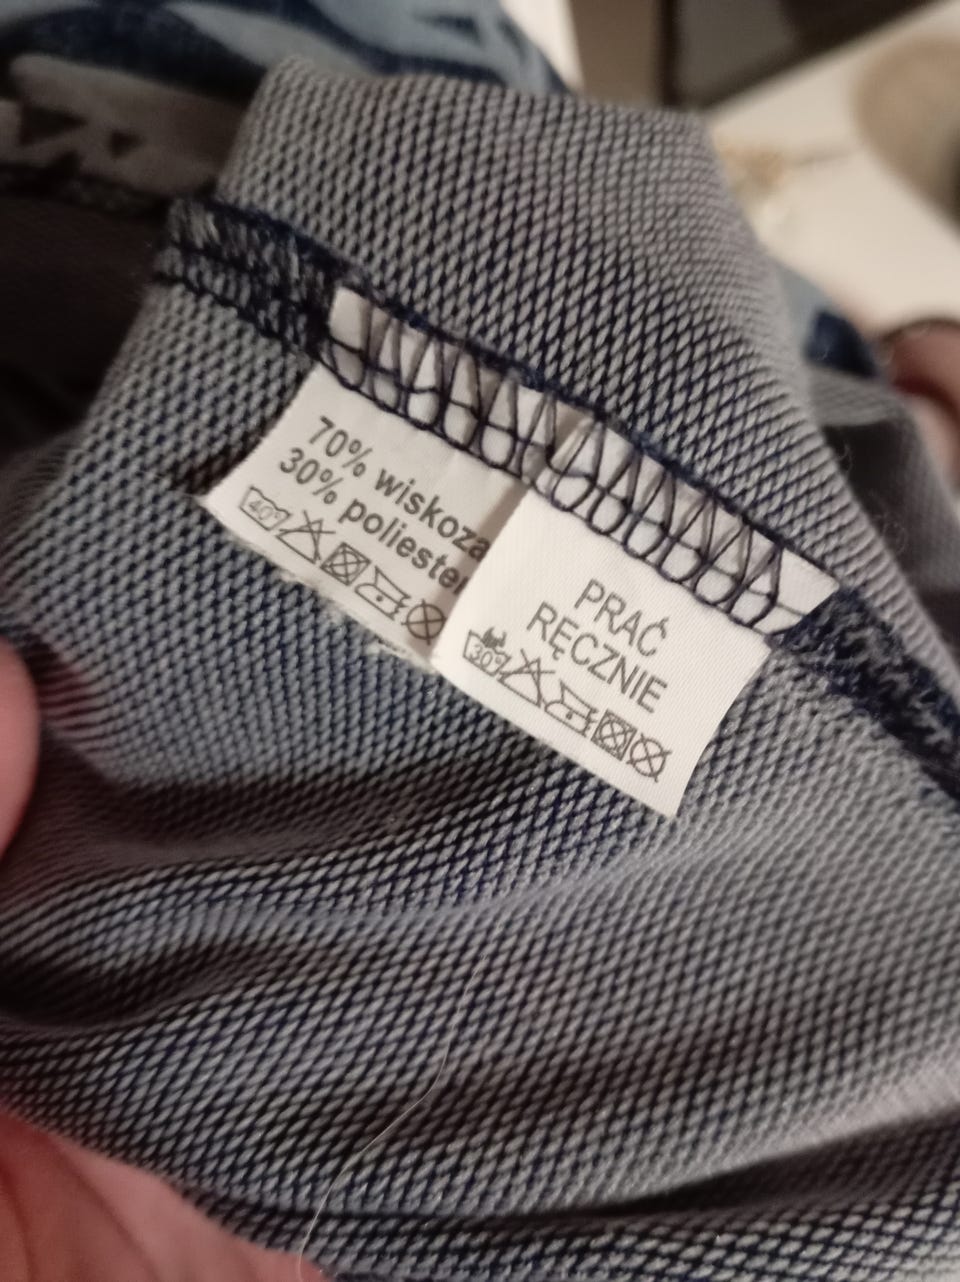 70% wiskoza
30% poliester
40°
PRAĆ
RĘCZNIE
30°